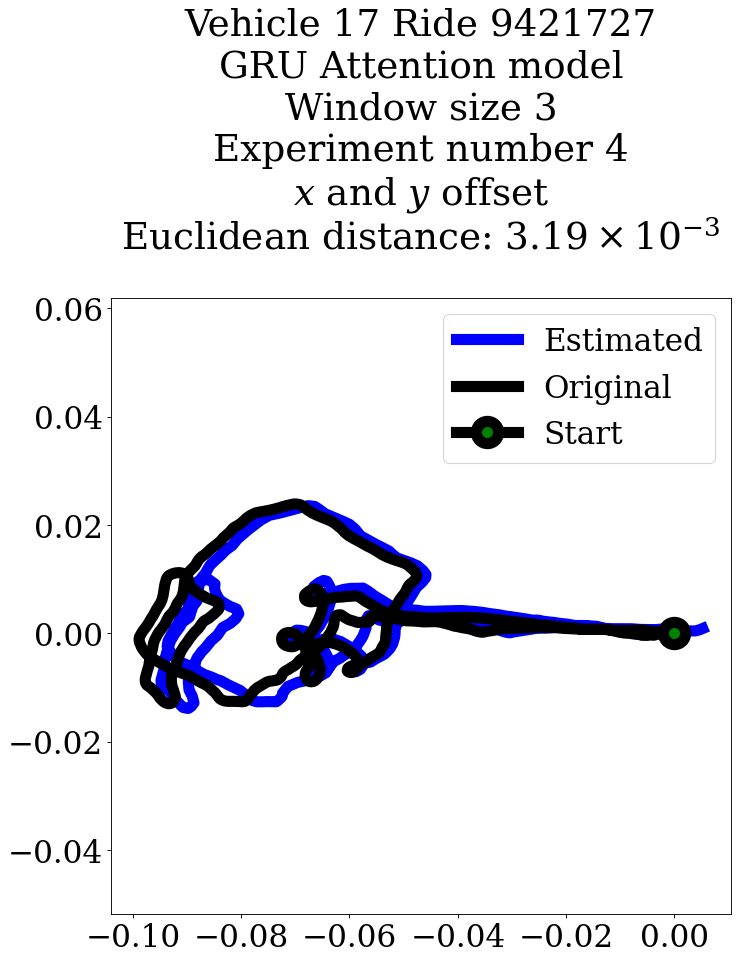 Vehicle 17 Ride 9421727
GRU Attention model
Window size 3
Experiment number 4
x and y offset
Euclidean distance: 3.19 × 10⁻³
Estimated
Original
Start
0.06
0.04
0.02
0.00
−0.02
−0.04
−0.10 −0.08 −0.06 −0.04 −0.02 0.00